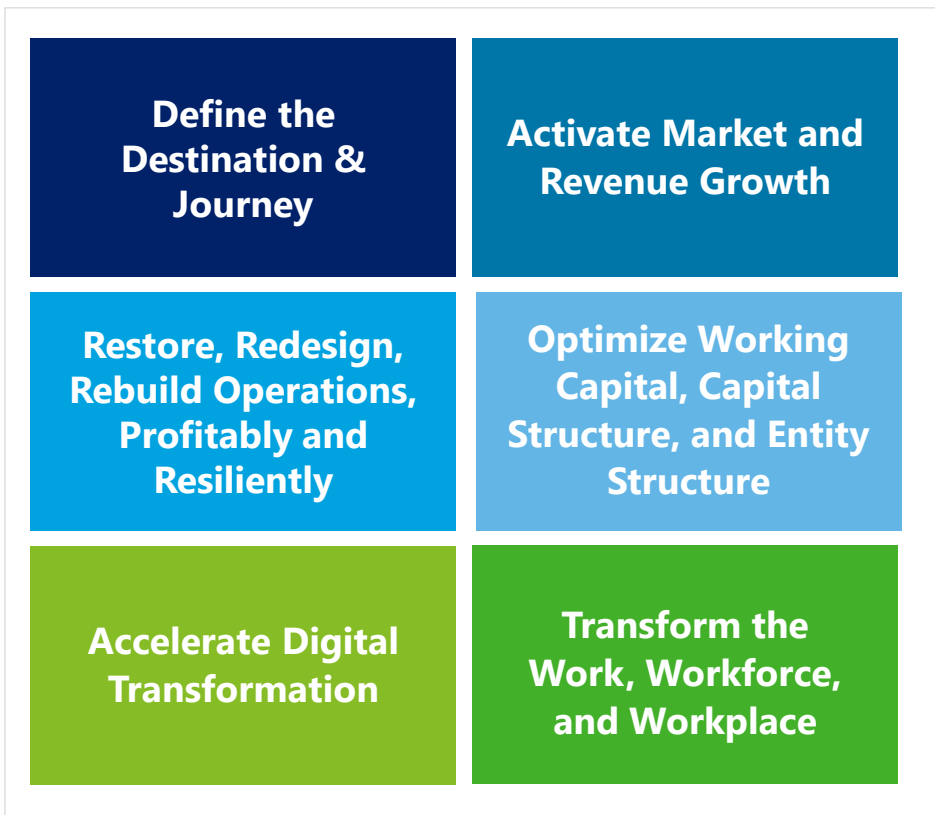 Define the
Destination &
Journey
Activate Market and
Revenue Growth
Restore, Redesign,
Rebuild Operations,
Profitably and
Resiliently
Optimize Working
Capital, Capital
Structure, and Entity
Structure
Accelerate Digital
Transformation
Transform the
Work, Workforce,
and Workplace